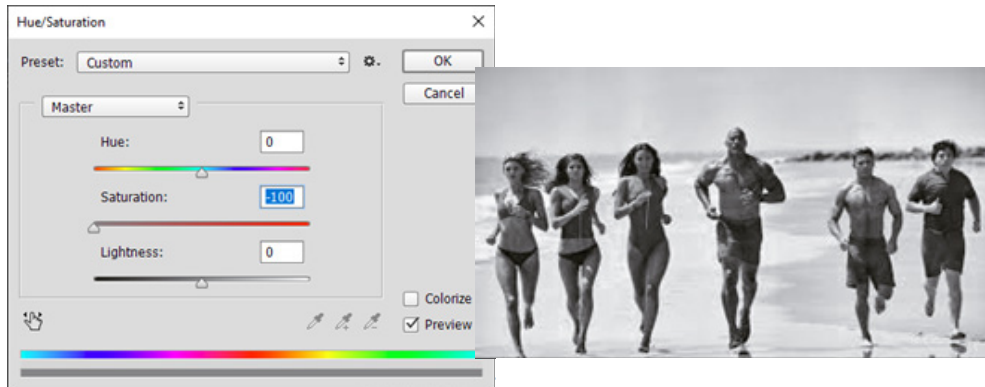 Hue/Saturation
Preset: Custom
OK
Cancel
Master
Hue: 0
Saturation: -100
Lightness: 0
Colorize
Preview